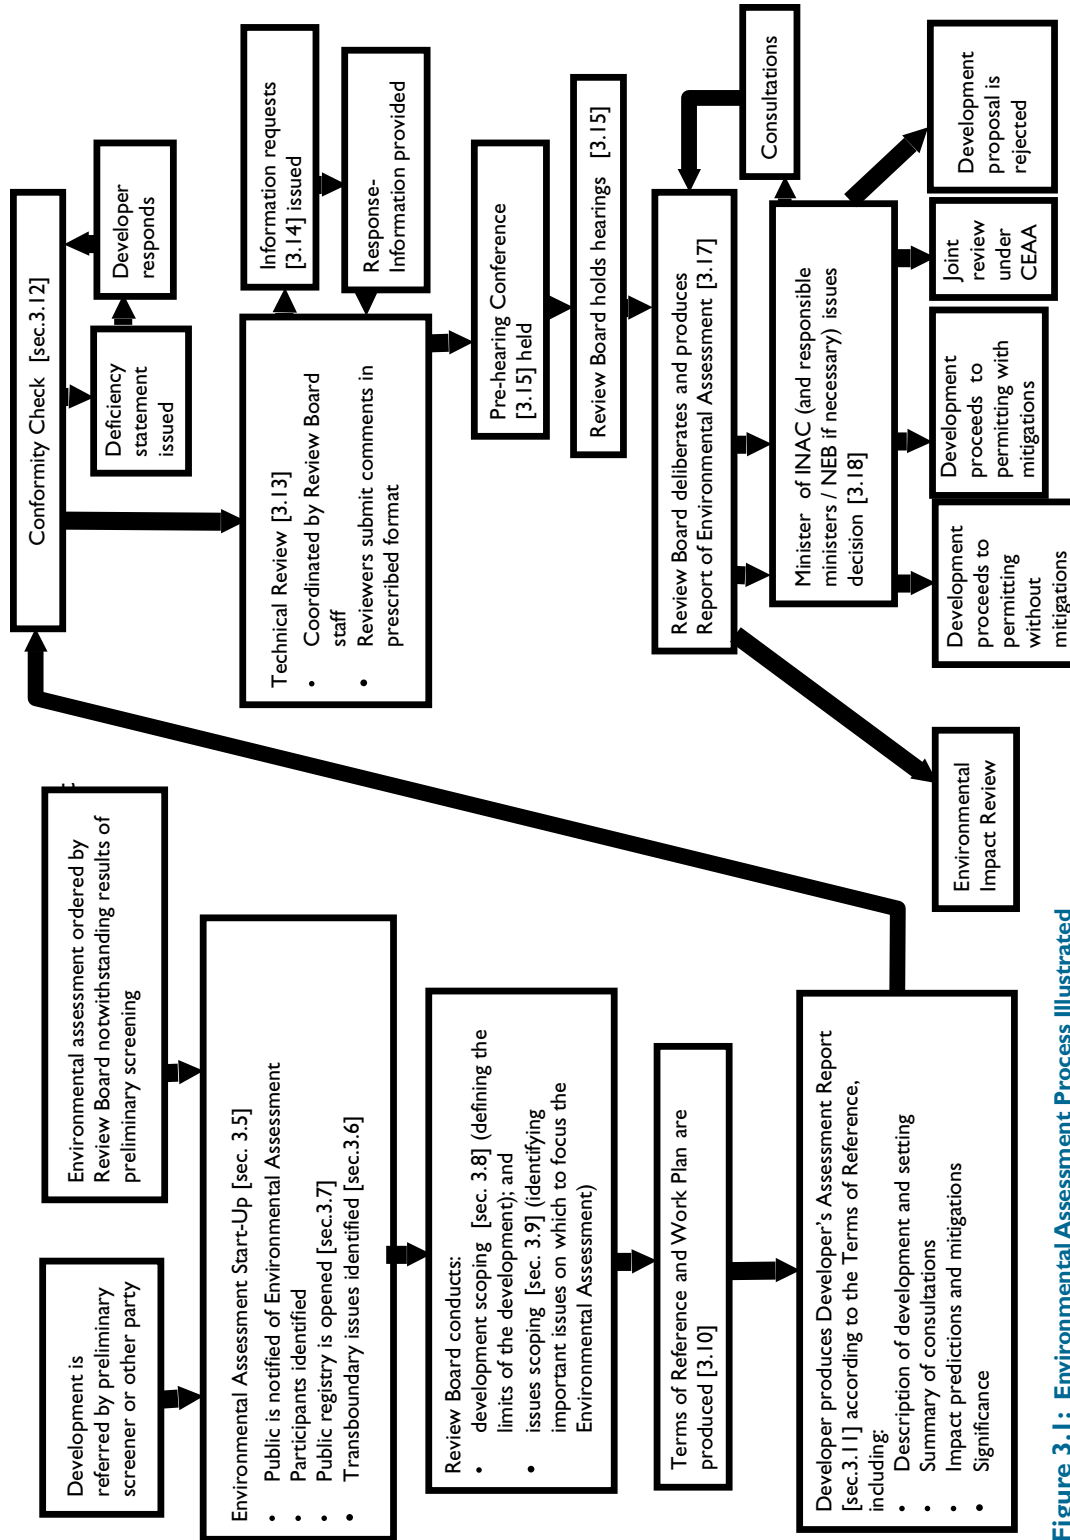 Development is
referred by preliminary
screener or other party
Environmental assessment ordered by
Review Board notwithstanding results of
preliminary screening
Environmental Assessment Start-Up [sec. 3.5]
• Public is notified of Environmental Assessment
• Participants identified
• Public registry is opened [sec.3.7]
• Transboundary issues identified [sec.3.6]
Review Board conducts:
• development scoping [sec. 3.8] (defining the
limits of the development); and
• issues scoping [sec. 3.9] (identifying
important issues on which to focus the
Environmental Assessment)
Terms of Reference and Work Plan are
produced [3.10]
Developer produces Developer's Assessment Report
[sec.3.11] according to the Terms of Reference,
including:
• Description of development and setting
• Summary of consultations
• Impact predictions and mitigations
• Significance
Conformity Check [sec.3.12]
Deficiency
statement
issued
Developer
responds
Technical Review [3.13]
• Coordinated by Review Board
staff
• Reviewers submit comments in
prescribed format
Information requests
[3.14] issued
Response-
Information provided
Pre-hearing Conference
[3.15] held
Review Board holds hearings [3.15]
Review Board deliberates and produces
Report of Environmental Assessment [3.17]
Consultations
Minister of INAC (and responsible
ministers / NEB if necessary) issues
decision [3.18]
Environmental
Impact Review
Development
proceeds to
permitting
without
mitigations
Development
proceeds to
permitting with
mitigations
Joint
review
under
CEAA
Development
proposal is
rejected
Figure 3.1: Environmental Assessment Process Illustrated